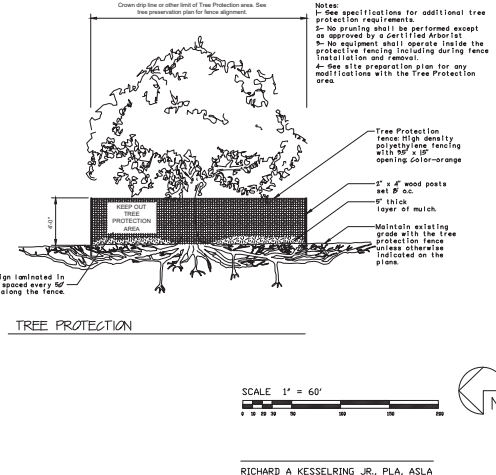 Crown drip line or other limit of Tree Protection area. See
tree preservation plan for fence alignment.
Notes:
1- See specifications for additional tree
protection requirements.
2- No pruning shall be performed except
as approved by a Certified Arborist
3- No equipment shall operate inside the
protective fencing including during fence
installation and removal.
4- See site preparation plan for any
modifications with the Tree Protection
area.
Tree Protection
fence: High density
polyethylene fencing
opening; Color-orange
2" x 4" wood posts
set 8' o.c.
5" thick
layer of mulch.
Maintain existing
grade with the tree
protection fence
unless otherwise
indicated on the
plans.
KEEP OUT
TREE
PROTECTION
AREA
4'-0"
ign laminated in
spaced every 50'
along the fence.
TREE PROTECTION
SCALE 1" = 60'
0 10 20 30 50 100 150 200
N
RICHARD A KESSELRING JR., PLA, ASLA